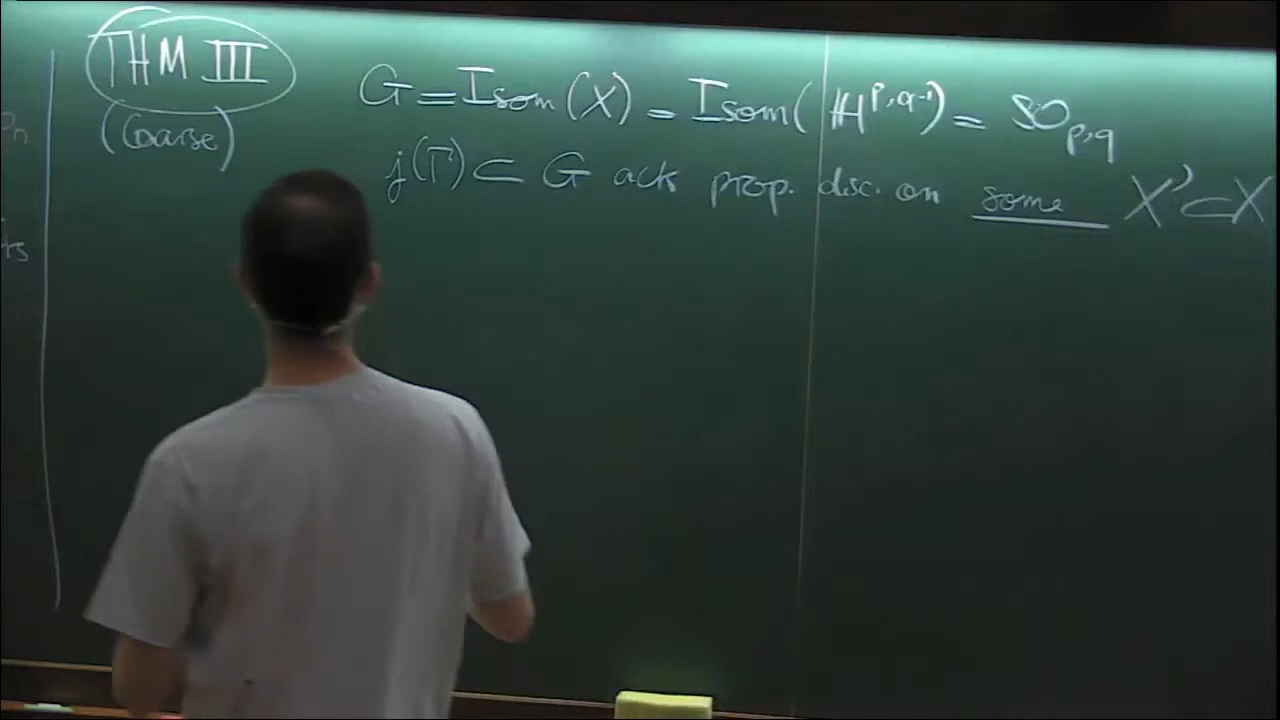 THM III
(Coarse)
G = Isom(X) = Isom(ℍ^{p,q-1}) = SO_{p,q}
j(Γ) ⊂ G acts prop. disc. on some X' ⊂ X